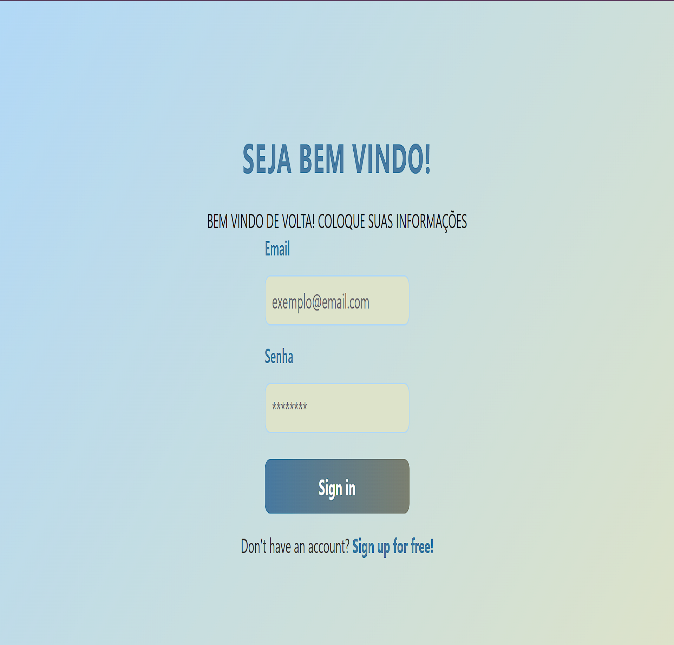 SEJA BEM VINDO!
BEM VINDO DE VOLTA! COLOQUE SUAS INFORMAÇÕES
Email
exemplo@email.com
Senha
********
Sign in
Don't have an account? Sign up for free!